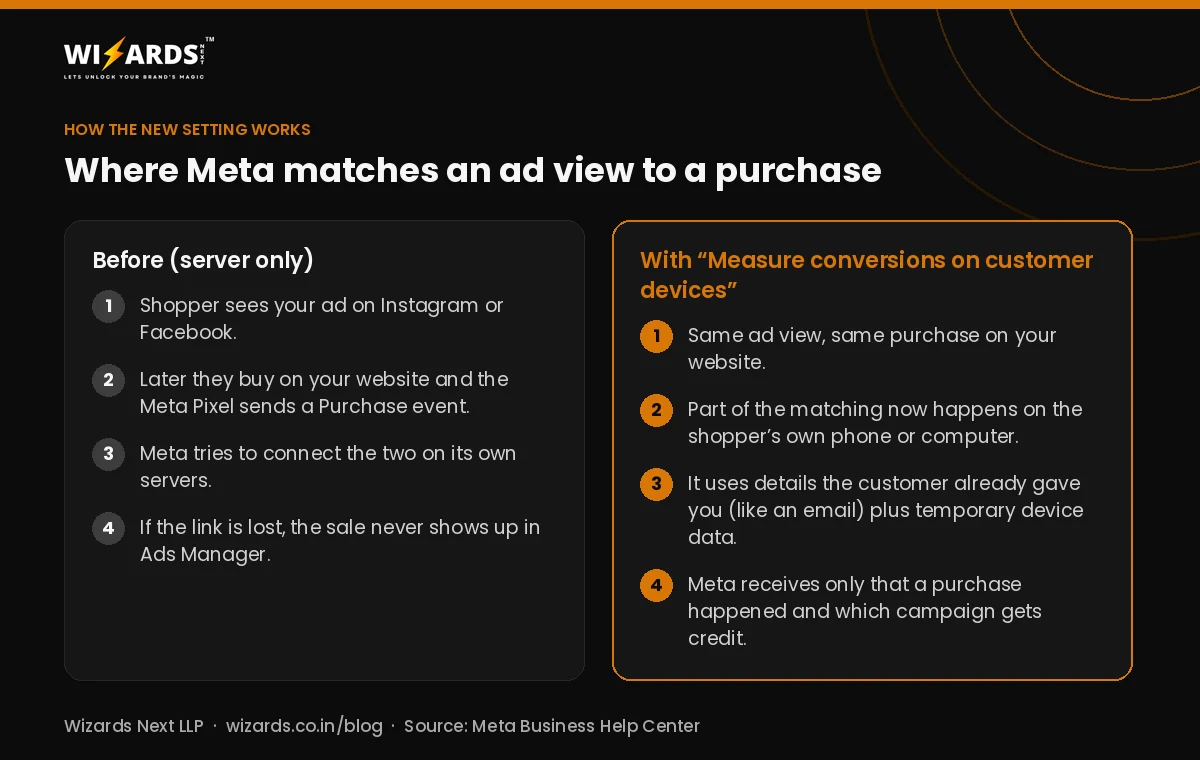 WIZARDS NEXT ™
LETS UNLOCK YOUR BRAND'S MAGIC
HOW THE NEW SETTING WORKS
Where Meta matches an ad view to a purchase
Before (server only)
1 Shopper sees your ad on Instagram or
Facebook.
2 Later they buy on your website and the
Meta Pixel sends a Purchase event.
3 Meta tries to connect the two on its own
servers.
4 If the link is lost, the sale never shows up in
Ads Manager.
With “Measure conversions on customer
devices”
1 Same ad view, same purchase on your
website.
2 Part of the matching now happens on the
shopper’s own phone or computer.
3 It uses details the customer already gave
you (like an email) plus temporary device
data.
4 Meta receives only that a purchase
happened and which campaign gets
credit.
Wizards Next LLP · wizards.co.in/blog · Source: Meta Business Help Center